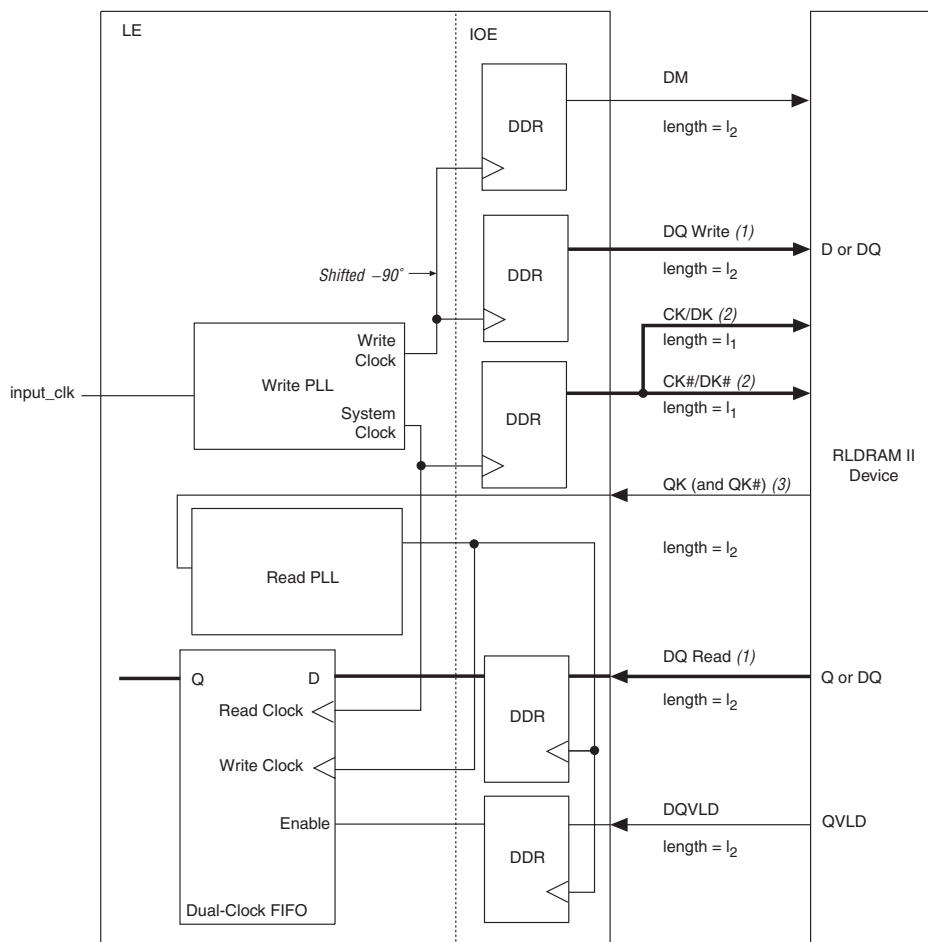 LE
IOE
DDR
DM
length = l2
DDR
DQ Write (1)
length = l2
D or DQ
Shifted −90°
CK/DK (2)
length = l1
CK#/DK# (2)
length = l1
DDR
input_clk
Write PLL
Write
Clock
System
Clock
RLDRAM II
Device
QK (and QK#) (3)
length = l2
Read PLL
DQ Read (1)
length = l2
Q or DQ
Q
D
Read Clock
Write Clock
Enable
Dual-Clock FIFO
DDR
DQVLD
length = l2
QVLD
DDR